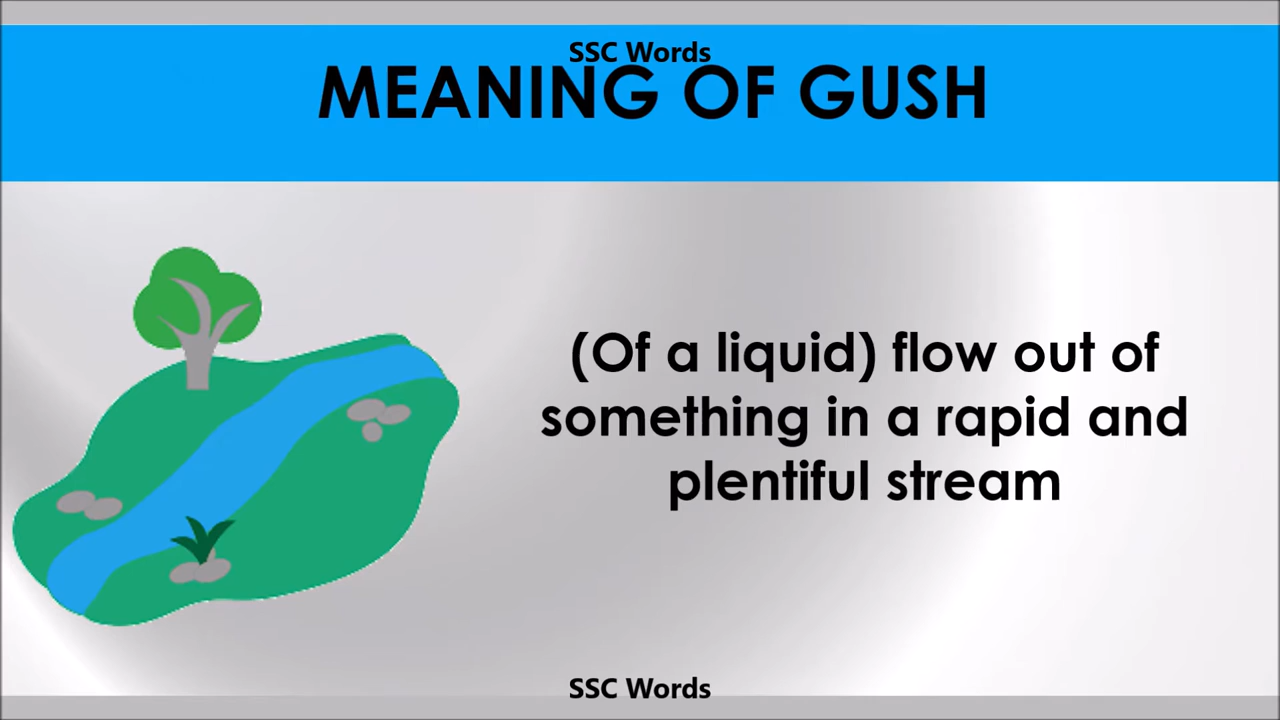 SSC Words
MEANING OF GUSH
(Of a liquid) flow out of
something in a rapid and
plentiful stream
SSC Words